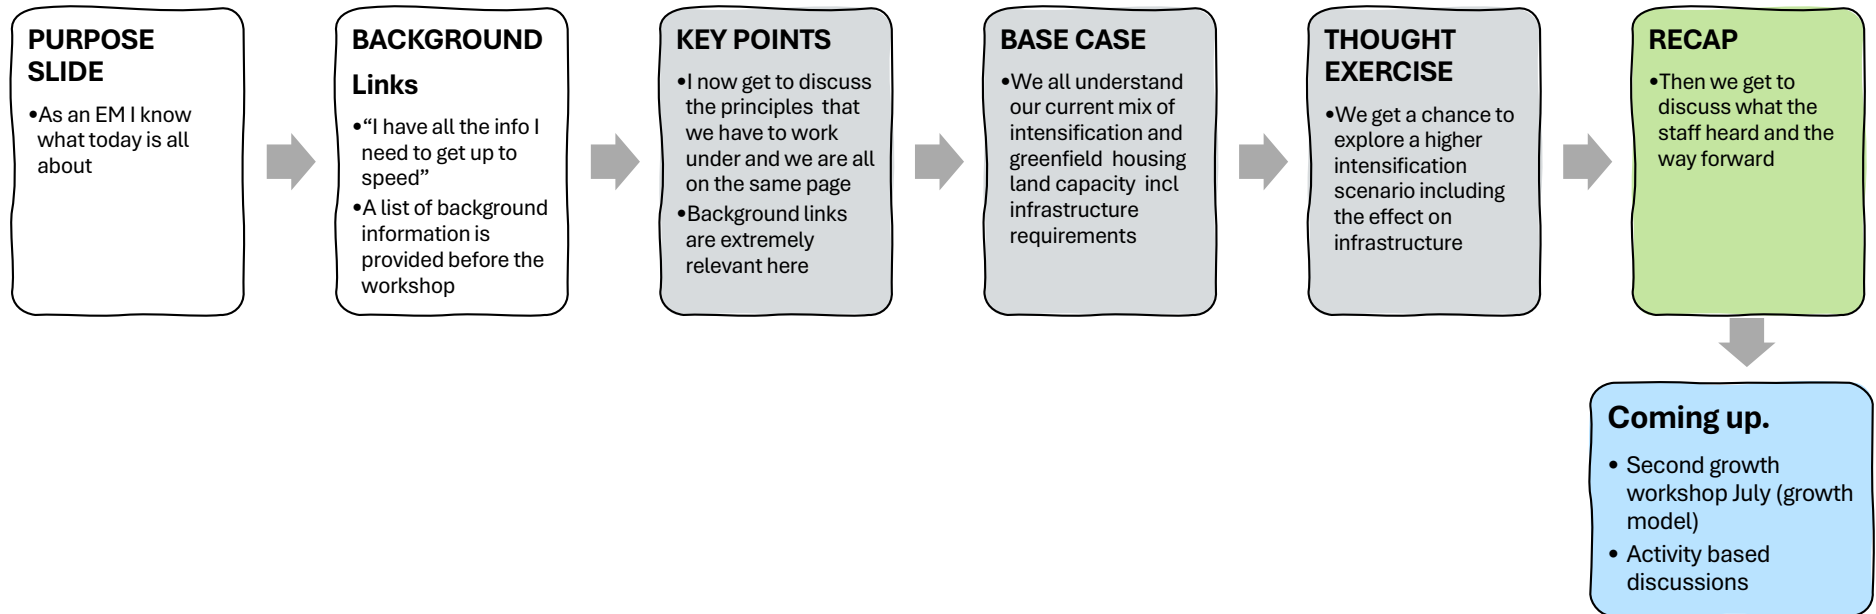 PURPOSE
SLIDE
•As an EM I know
what today is all
about
BACKGROUND
Links
•“I have all the info I
need to get up to
speed”
•A list of background
information is
provided before the
workshop
KEY POINTS
•I now get to discuss
the principles that
we have to work
under and we are all
on the same page
•Background links
are extremely
relevant here
BASE CASE
•We all understand
our current mix of
intensification and
greenfield housing
land capacity incl
infrastructure
requirements
THOUGHT
EXERCISE
•We get a chance to
explore a higher
intensification
scenario including
the effect on
infrastructure
RECAP
•Then we get to
discuss what the
staff heard and the
way forward
Coming up.
• Second growth
workshop July (growth
model)
• Activity based
discussions